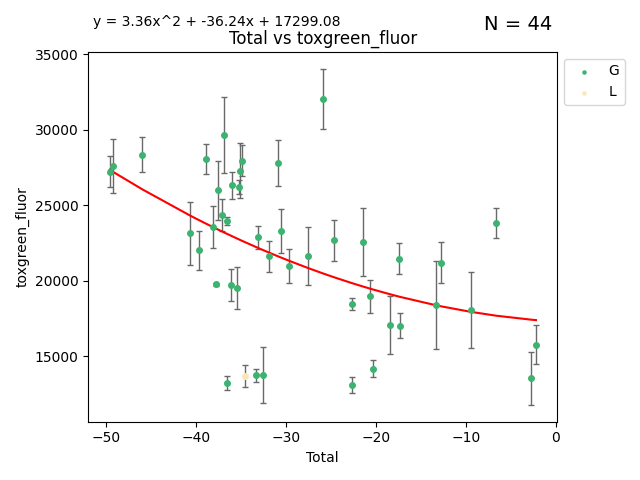 y = 3.36x^2 + -36.24x + 17299.08
N = 44
Total vs toxgreen_fluor
35000
30000
25000
20000
15000
toxgreen_fluor
−50
−40
−30
−20
−10
0
Total
G
L